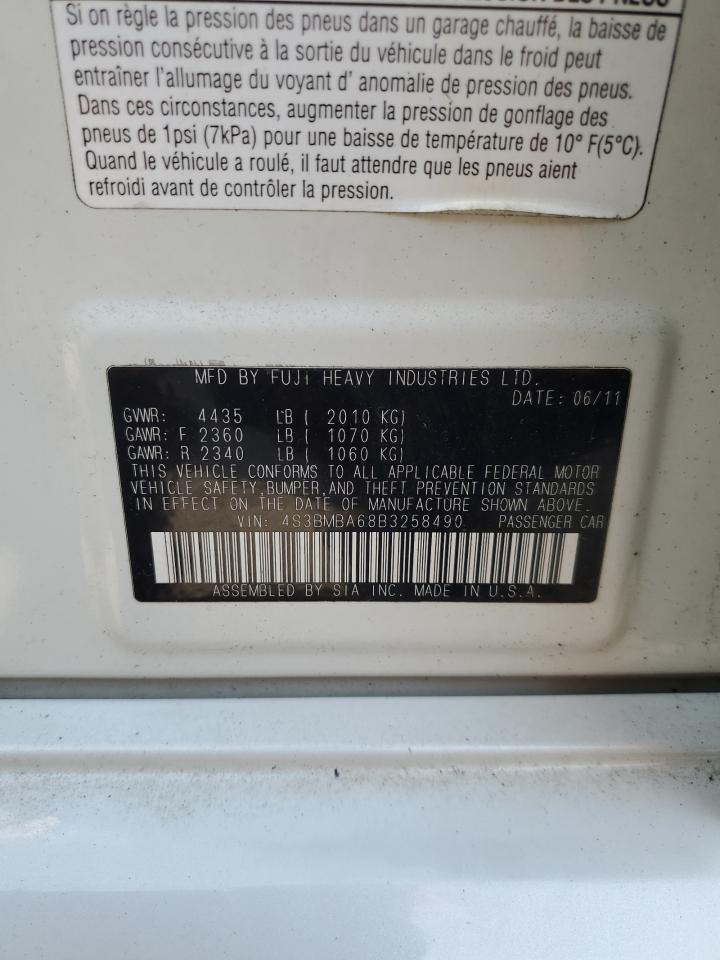 Si on règle la pression des pneus dans un garage chauffé, la baisse de
pression consécutive à la sortie du véhicule dans le froid peut
entraîner l'allumage du voyant d' anomalie de pression des pneus.
Dans ces circonstances, augmenter la pression de gonflage des
pneus de 1psi (7kPa) pour une baisse de température de 10° F(5°C).
Quand le véhicule a roulé, il faut attendre que les pneus aient
refroidi avant de contrôler la pression.
MFD BY FUJI HEAVY INDUSTRIES LTD.
DATE: 06/11
GVWR: 4435 LB ( 2010 KG)
GAWR: F 2360 LB ( 1070 KG)
GAWR: R 2340 LB ( 1060 KG)
THIS VEHICLE CONFORMS TO ALL APPLICABLE FEDERAL MOTOR
VEHICLE SAFETY,BUMPER,AND THEFT PREVENTION STANDARDS
IN EFFECT ON THE DATE OF MANUFACTURE SHOWN ABOVE.
VIN: 4S3BMBA68B3258490 PASSENGER CAR
ASSEMBLED BY SIA INC. MADE IN U.S.A.